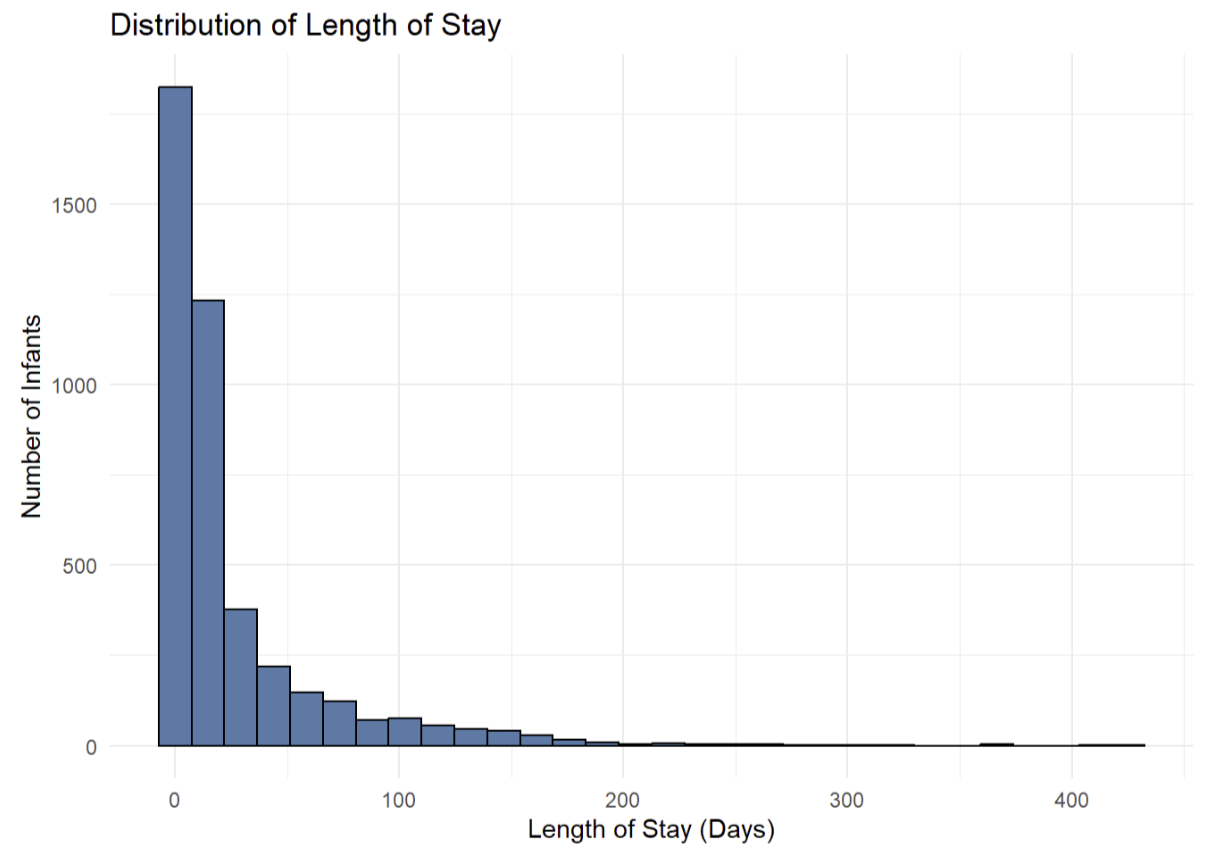 Distribution of Length of Stay
Number of Infants
1500
1000
500
0
0 100 200 300 400
Length of Stay (Days)